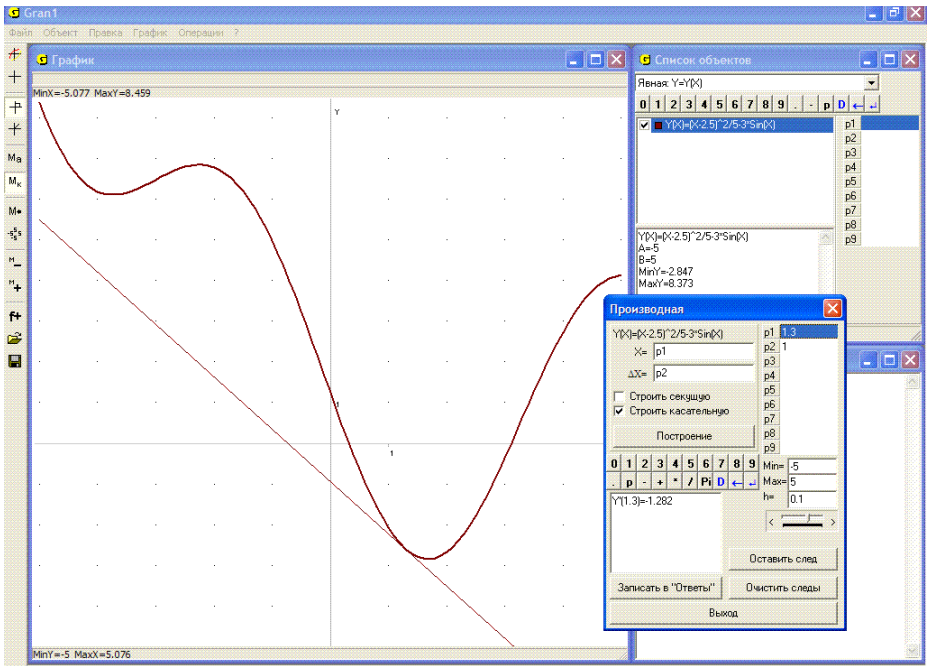 Gran1
Файл Объект Правка График Операции ?
График
MinX=-5.077 MaxY=8.459
Y
1
1
MinY=-5 MaxX=5.076
Ma
Мк
M•
M
M
f+
Список объектов
Явная: Y=Y(X)
0 1 2 3 4 5 6 7 8 9 . - p D ← ↵
Y(X)=(X-2.5)^2/5-3*Sin(X)
p1
p2
p3
p4
p5
p6
p7
p8
p9
Y(X)=(X-2.5)^2/5-3*Sin(X)
A=-5
B=5
MinY=-2.847
MaxY=8.373
Производная
Y(X)=(X-2.5)^2/5-3*Sin(X)
X= p1
ΔX= p2
Строить секущую
Строить касательную
Построение
p1 1.3
p2 1
p3
p4
p5
p6
p7
p8
p9
0 1 2 3 4 5 6 7 8 9
. p - + * / Pi D ← ↵
Min= -5
Max= 5
h= 0.1
< >
Y'(1.3)=-1.282
Оставить след
Записать в "Ответы" Очистить следы
Выход